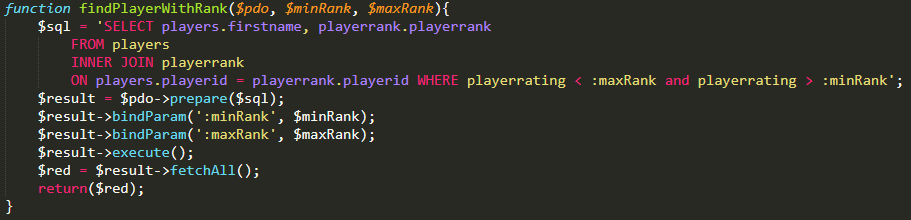 function findPlayerWithRank($pdo, $minRank, $maxRank){
    $sql = 'SELECT players.firstname, playerrank.playerrank
        FROM players
        INNER JOIN playerrank
        ON players.playerid = playerrank.playerid WHERE playerrating < :maxRank and playerrating > :minRank';
    $result = $pdo->prepare($sql);
    $result->bindParam(':minRank', $minRank);
    $result->bindParam(':maxRank', $maxRank);
    $result->execute();
    $red = $result->fetchAll();
    return($red);
}